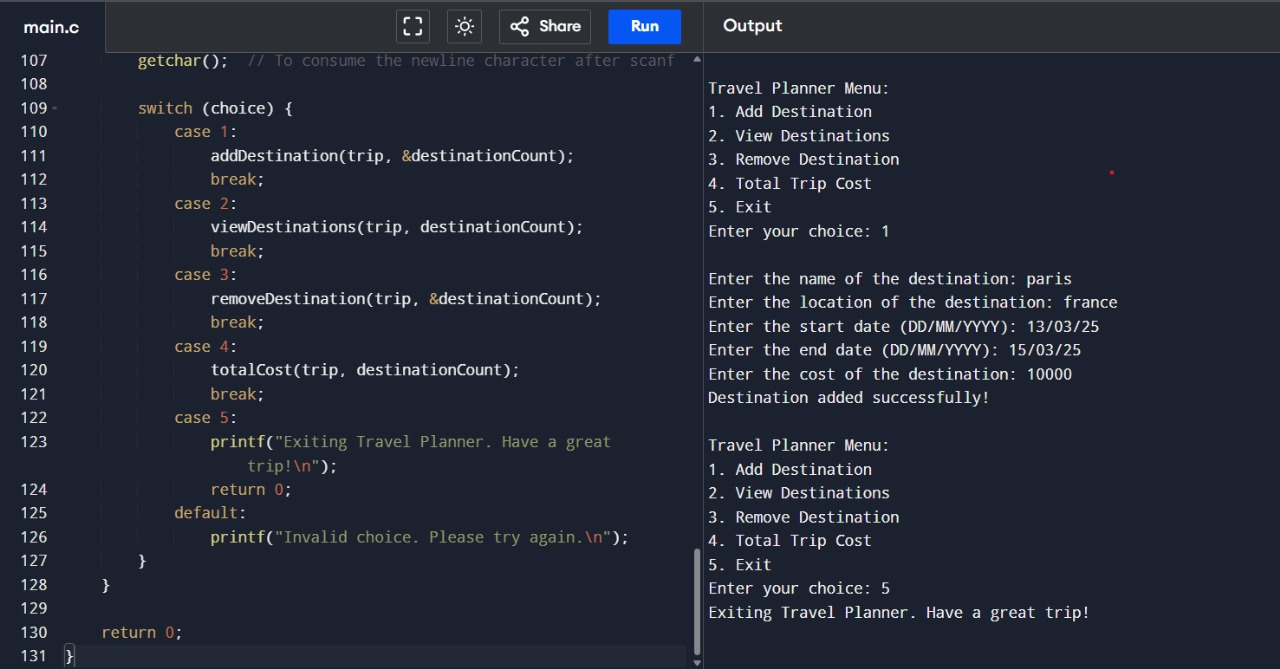 main.c
Share
Run
Output
107 getchar();  // To consume the newline character after scanf
108
109 switch (choice) {
110 case 1:
111 addDestination(trip, &destinationCount);
112 break;
113 case 2:
114 viewDestinations(trip, destinationCount);
115 break;
116 case 3:
117 removeDestination(trip, &destinationCount);
118 break;
119 case 4:
120 totalCost(trip, destinationCount);
121 break;
122 case 5:
123 printf("Exiting Travel Planner. Have a great
trip!\n");
124 return 0;
125 default:
126 printf("Invalid choice. Please try again.\n");
127 }
128 }
129
130 return 0;
131 }
Travel Planner Menu:
1. Add Destination
2. View Destinations
3. Remove Destination
4. Total Trip Cost
5. Exit
Enter your choice: 1
Enter the name of the destination: paris
Enter the location of the destination: france
Enter the start date (DD/MM/YYYY): 13/03/25
Enter the end date (DD/MM/YYYY): 15/03/25
Enter the cost of the destination: 10000
Destination added successfully!
Travel Planner Menu:
1. Add Destination
2. View Destinations
3. Remove Destination
4. Total Trip Cost
5. Exit
Enter your choice: 5
Exiting Travel Planner. Have a great trip!